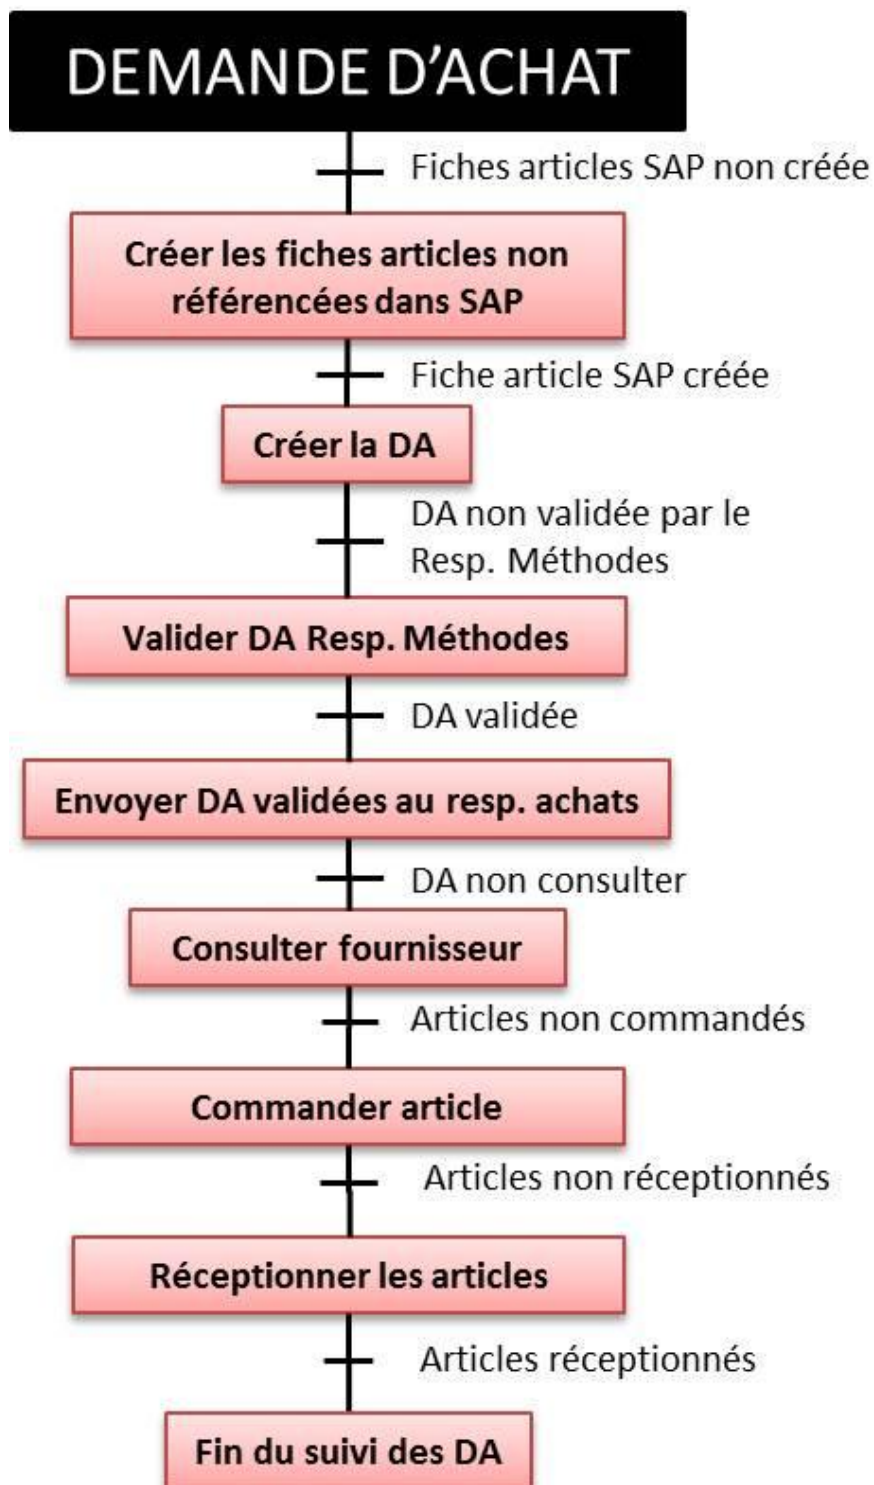 DEMANDE D’ACHAT
Fiches articles SAP non créée
Créer les fiches articles non
référencées dans SAP
Fiche article SAP créée
Créer la DA
DA non validée par le
Resp. Méthodes
Valider DA Resp. Méthodes
DA validée
Envoyer DA validées au resp. achats
DA non consulter
Consulter fournisseur
Articles non commandés
Commander article
Articles non réceptionnés
Réceptionner les articles
Articles réceptionnés
Fin du suivi des DA